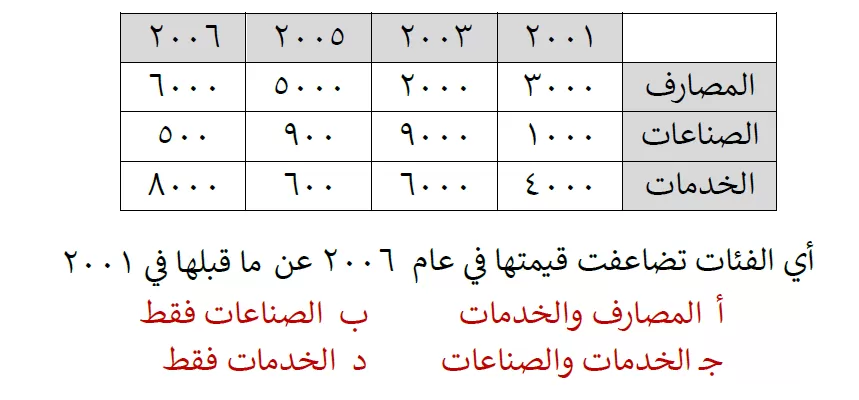 ٢٠٠١ ٢٠٠٣ ٢٠٠٥ ٢٠٠٦
المصارف ٣٠٠٠ ٢٠٠٠ ٥٠٠٠ ٦٠٠٠
الصناعات ١٠٠٠ ٩٠٠٠ ٩٠٠ ٥٠٠
الخدمات ٤٠٠٠ ٦٠٠٠ ٦٠٠ ٨٠٠٠
أي الفئات تضاعفت قيمتها في عام ٢٠٠٦ عن ما قبلها في ٢٠٠١
أ المصارف والخدمات ب الصناعات فقط
جـ الخدمات والصناعات د الخدمات فقط